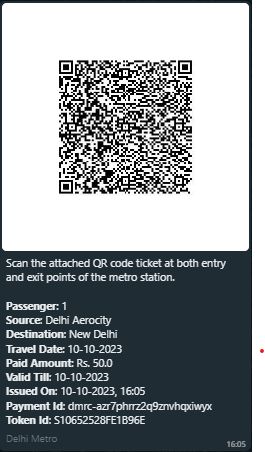 Scan the attached QR code ticket at both entry
and exit points of the metro station.
Passenger: 1
Source: Delhi Aerocity
Destination: New Delhi
Travel Date: 10-10-2023
Paid Amount: Rs. 50.0
Valid Till: 10-10-2023
Issued On: 10-10-2023, 16:05
Payment Id: dmrc-azr7phrrz2q9znvhqxiwyx
Token Id: S10652528FE1B96E
Delhi Metro
16:05